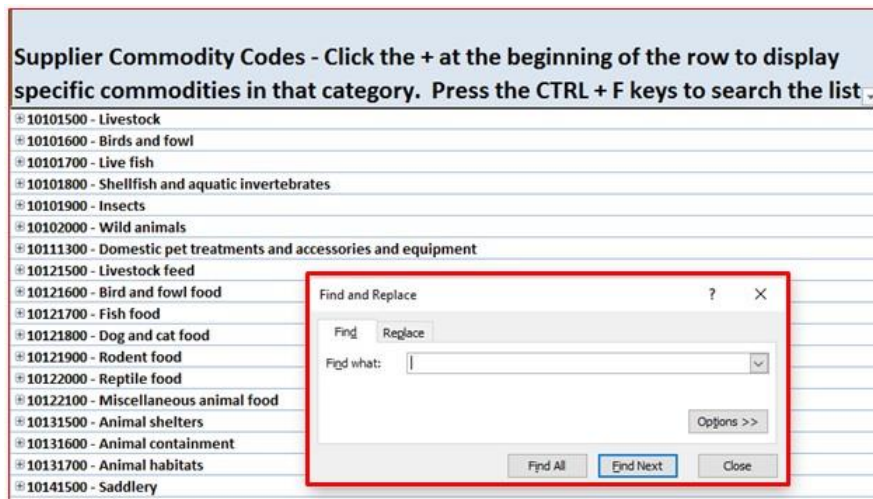 Supplier Commodity Codes - Click the + at the beginning of the row to display
specific commodities in that category.  Press the CTRL + F keys to search the list
10101500 - Livestock
10101600 - Birds and fowl
10101700 - Live fish
10101800 - Shellfish and aquatic invertebrates
10101900 - Insects
10102000 - Wild animals
10111300 - Domestic pet treatments and accessories and equipment
10121500 - Livestock feed
10121600 - Bird and fowl food
10121700 - Fish food
10121800 - Dog and cat food
10121900 - Rodent food
10122000 - Reptile food
10122100 - Miscellaneous animal food
10131500 - Animal shelters
10131600 - Animal containment
10131700 - Animal habitats
10141500 - Saddlery
Find and Replace ?
Find Replace
Find what:
Options >>
Find All Find Next Close